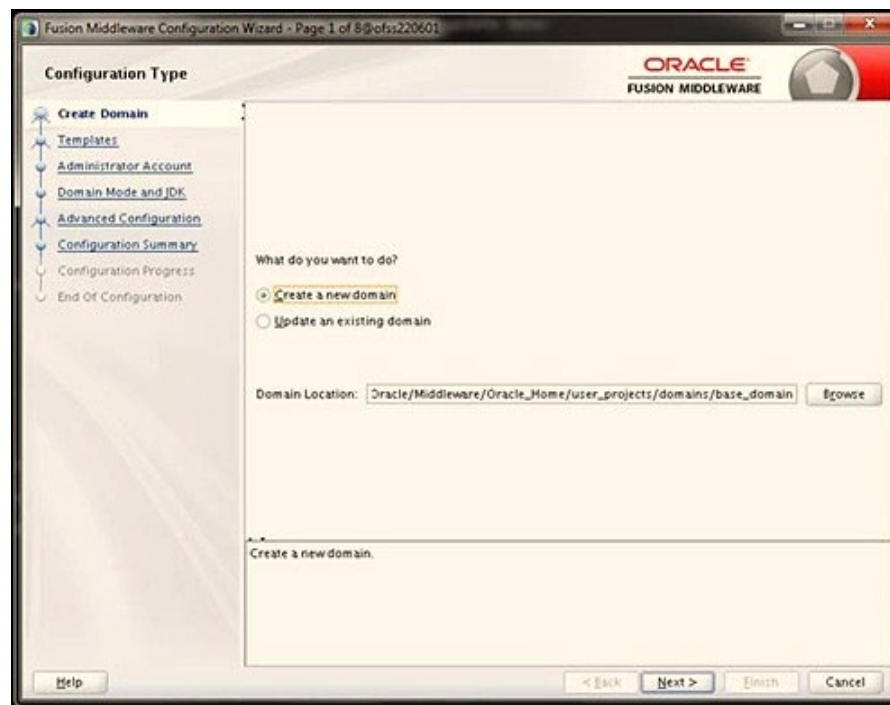 Fusion Middleware Configuration Wizard - Page 1 of 8@ofss220601
Configuration Type
ORACLE
FUSION MIDDLEWARE
Create Domain
Templates
Administrator Account
Domain Mode and JDK
Advanced Configuration
Configuration Summary
Configuration Progress
End Of Configuration
What do you want to do?
Create a new domain
Update an existing domain
Domain Location: Oracle/Middleware/Oracle_Home/user_projects/domains/base_domain Browse
Create a new domain.
Help < Back Next > Finish Cancel